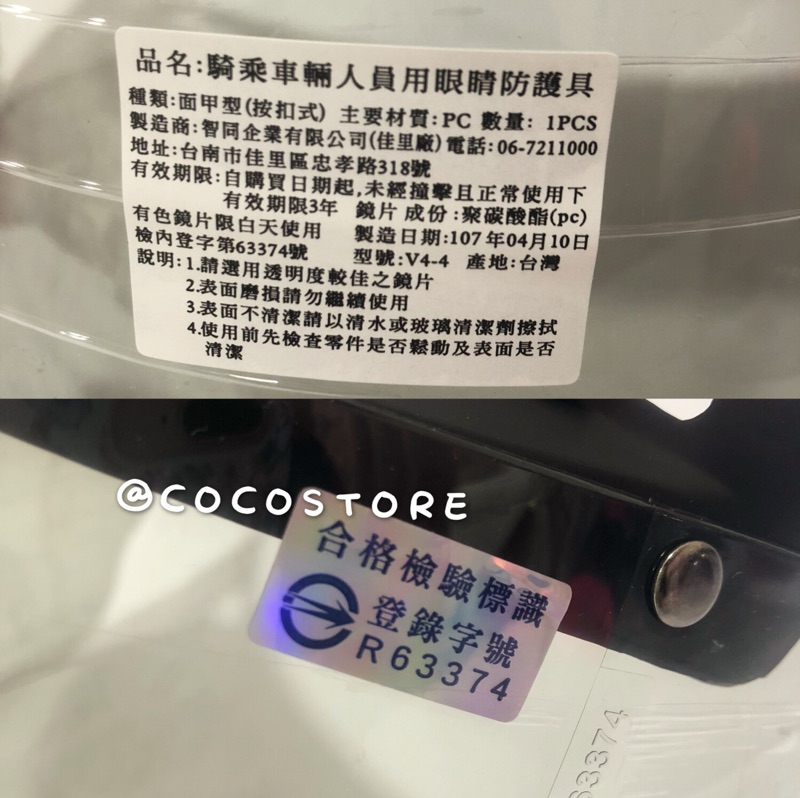 品名:騎乘車輛人員用眼睛防護具
種類:面甲型(按扣式) 主要材質:PC 數量: 1PCS
製造商:智同企業有限公司(佳里廠)電話:06-7211000
地址:台南市佳里區忠孝路318號
有效期限:自購買日期起,未經撞擊且正常使用下
有效期限3年 鏡片 成份:聚碳酸酯(pc)
有色鏡片限白天使用 製造日期:107年04月10日
檢內登字第63374號 型號:V4-4 產地:台灣
說明:1.請選用透明度較佳之鏡片
2.表面磨損請勿繼續使用
3.表面不清潔請以清水或玻璃清潔劑擦拭
4.使用前先檢查零件是否鬆動及表面是否
清潔
@COCOSTORE
合格檢驗標識
登錄字號
R63374
63374